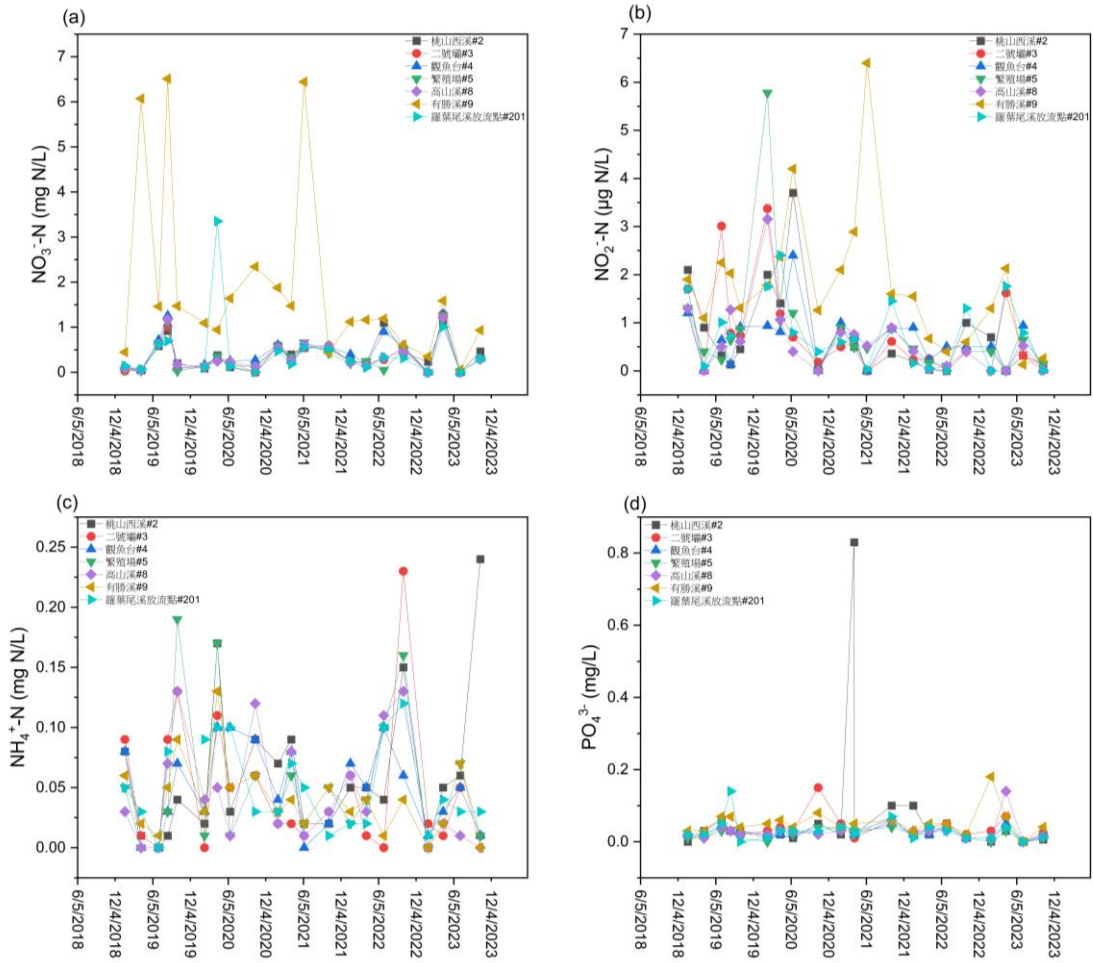 (a)
NO3--N (mg N/L)
7
6
5
4
3
2
1
0
桃山西溪#2
二號壩#3
觀魚台#4
繁殖場#5
高山溪#8
有勝溪#9
羅葉尾溪放流點#201
6/5/2018
12/4/2018
6/5/2019
12/4/2019
6/5/2020
12/4/2020
6/5/2021
12/4/2021
6/5/2022
12/4/2022
6/5/2023
12/4/2023
(b)
NO2--N (µg N/L)
7
6
5
4
3
2
1
0
桃山西溪#2
二號壩#3
觀魚台#4
繁殖場#5
高山溪#8
有勝溪#9
羅葉尾溪放流點#201
6/5/2018
12/4/2018
6/5/2019
12/4/2019
6/5/2020
12/4/2020
6/5/2021
12/4/2021
6/5/2022
12/4/2022
6/5/2023
12/4/2023
(c)
NH4+-N (mg N/L)
0.25
0.20
0.15
0.10
0.05
0.00
桃山西溪#2
二號壩#3
觀魚台#4
繁殖場#5
高山溪#8
有勝溪#9
羅葉尾溪放流點#201
6/5/2018
12/4/2018
6/5/2019
12/4/2019
6/5/2020
12/4/2020
6/5/2021
12/4/2021
6/5/2022
12/4/2022
6/5/2023
12/4/2023
(d)
PO43- (mg/L)
0.8
0.6
0.4
0.2
0.0
桃山西溪#2
二號壩#3
觀魚台#4
繁殖場#5
高山溪#8
有勝溪#9
羅葉尾溪放流點#201
6/5/2018
12/4/2018
6/5/2019
12/4/2019
6/5/2020
12/4/2020
6/5/2021
12/4/2021
6/5/2022
12/4/2022
6/5/2023
12/4/2023